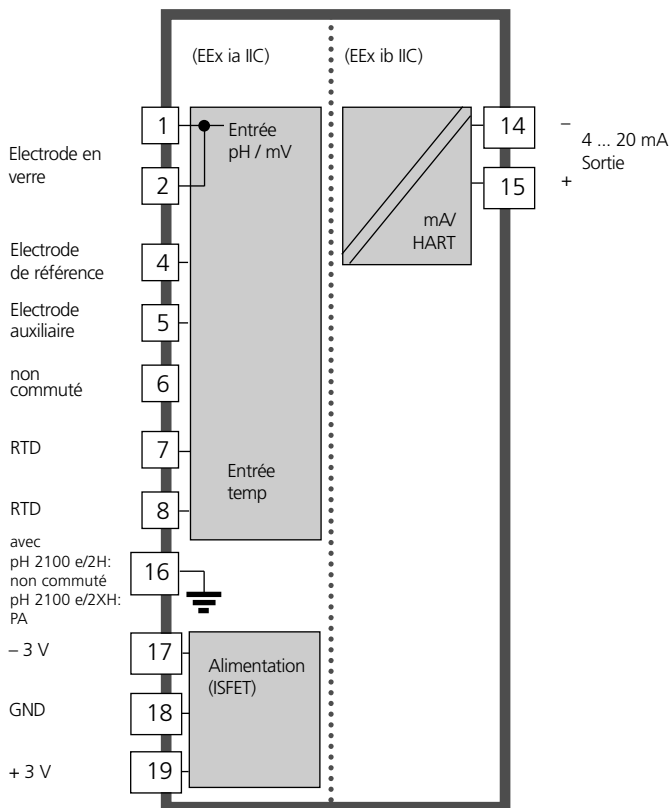 (EEx ia IIC)
(EEx ib IIC)
Electrode en
verre
1
2
Entrée
pH / mV
14
–
15
+
4 ... 20 mA
Sortie
mA/
HART
Electrode
de référence
4
Electrode
auxiliaire
5
non
commuté
6
RTD
7
RTD
8
Entrée
temp
avec
pH 2100 e/2H:
non commuté
pH 2100 e/2XH:
PA
16
– 3 V
17
GND
18
+ 3 V
19
Alimentation
(ISFET)